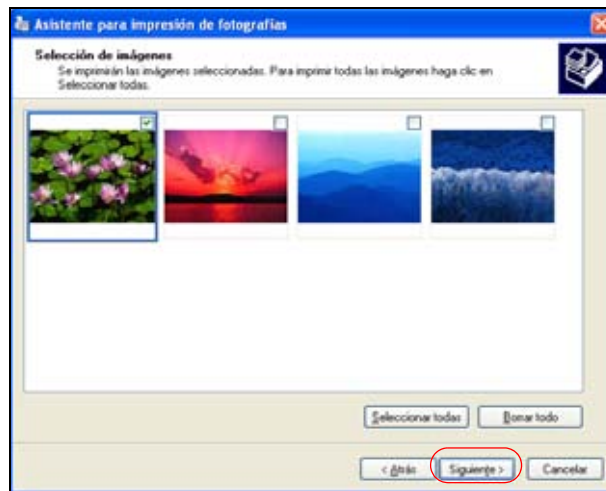 Asistente para impresión de fotografías
Selección de imágenes
Se imprimirán las imágenes seleccionadas. Para imprimir todas las imágenes haga clic en
Seleccionar todas.
Seleccionar todas Borrar todo
< Atrás Siguiente > Cancelar